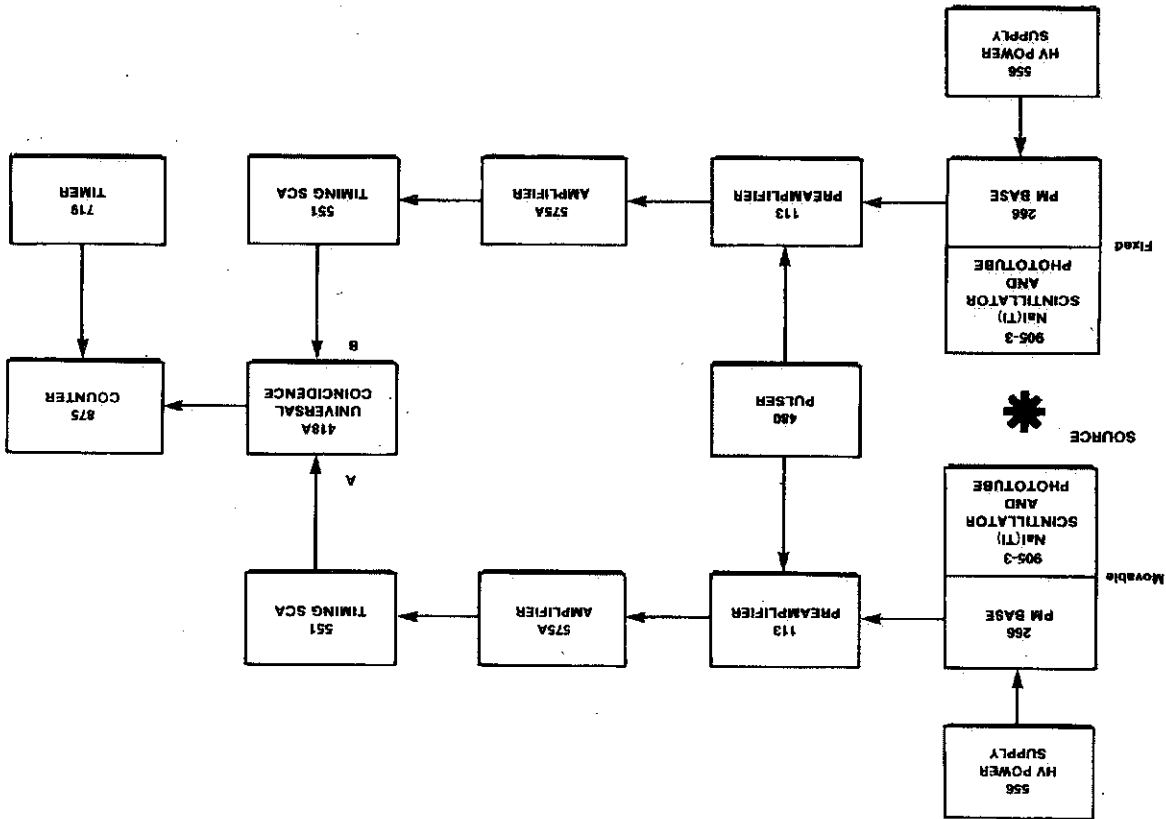 556
HV POWER
SUPPLY
Movable
266
PM BASE
905-3
NaI(Tl)
SCINTILLATOR
AND
PHOTOTUBE
113
PREAMPLIFIER
575A
AMPLIFIER
551
TIMING SCA
A
SOURCE
480
PULSER
418A
UNIVERSAL
COINCIDENCE
875
COUNTER
B
Fixed
905-3
NaI(Tl)
SCINTILLATOR
AND
PHOTOTUBE
266
PM BASE
113
PREAMPLIFIER
575A
AMPLIFIER
551
TIMING SCA
719
TIMER
556
HV POWER
SUPPLY